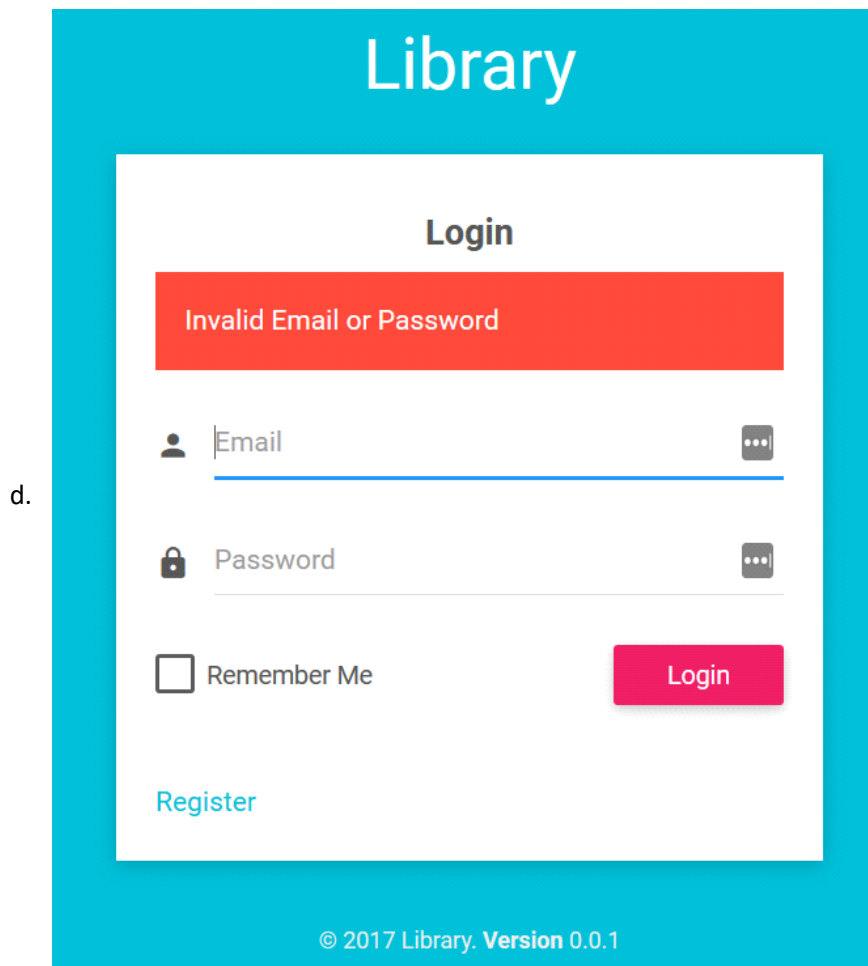 Library
Login
Invalid Email or Password
Email
d.
Password
Remember Me
Login
Register
© 2017 Library. Version 0.0.1